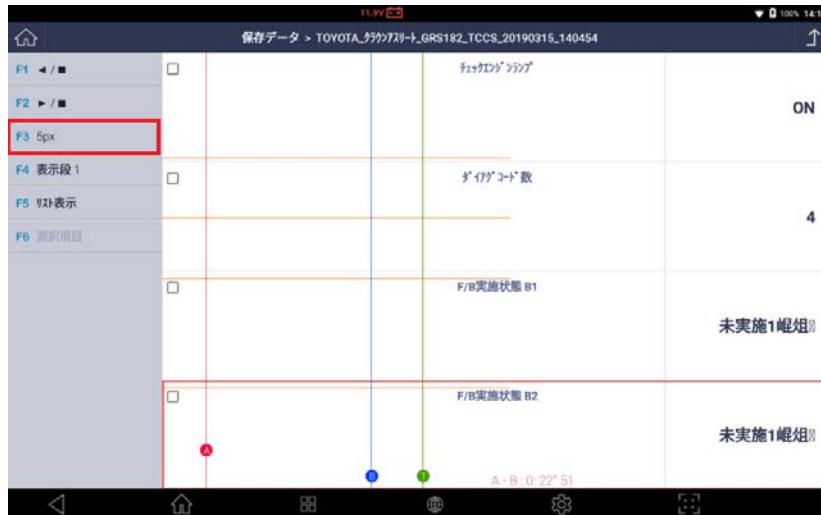 11.9V
100% 14:1
保存データ > TOYOTA_ｸﾗｳﾝｱｽﾘｰﾄ_GRS182_TCCS_20190315_140454
F1 ◄/■
F2 ►/■
F3 5px
F4 表示段 1
F5 ﾘｽﾄ表示
F6 選択項目
ﾁｪｯｸｴﾝｼﾞﾝﾗﾝﾌﾟ
ON
ﾀﾞｲｱｸﾞｺｰﾄﾞ数
4
F/B実施状態 B1
未実施1崐俎
F/B実施状態 B2
未実施1崐俎
A
B
T
A - B : 0: 22" 51